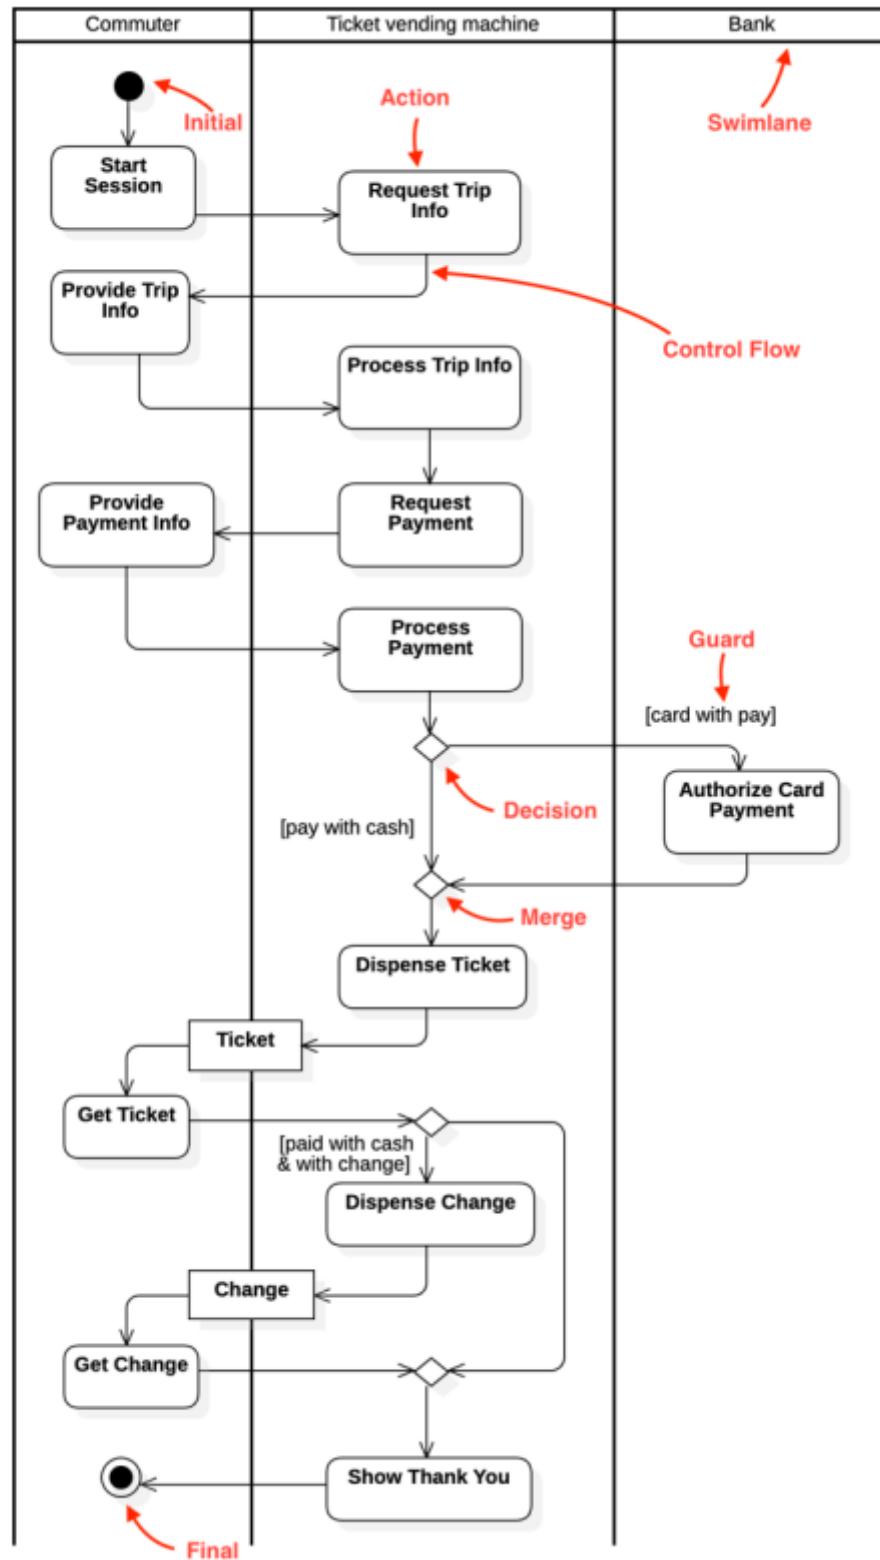 Commuter
Ticket vending machine
Bank
Action
Initial
Swimlane
Start
Session
Request Trip
Info
Provide Trip
Info
Control Flow
Process Trip Info
Provide
Payment Info
Request
Payment
Process
Payment
Guard
[card with pay]
Authorize Card
Payment
Decision
[pay with cash]
Merge
Dispense Ticket
Ticket
Get Ticket
[paid with cash
& with change]
Dispense Change
Change
Get Change
Show Thank You
Final